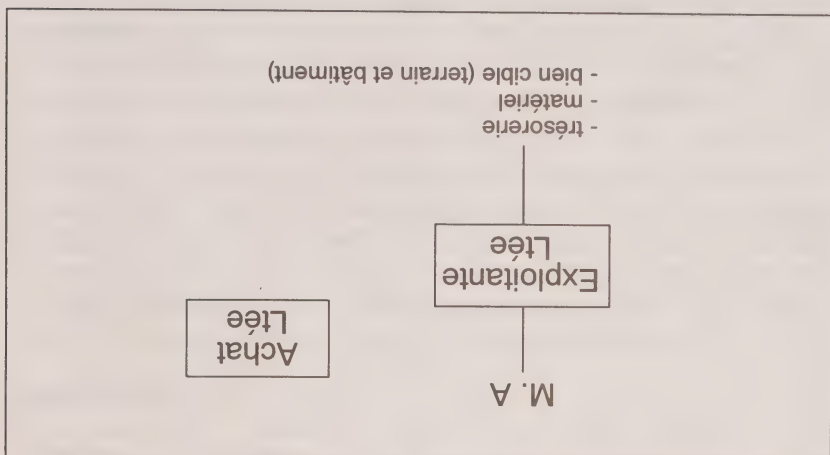 M. A
Exploitante
Ltée
Achat
Ltée
- trésorerie
- matériel
- bien cible (terrain et bâtiment)